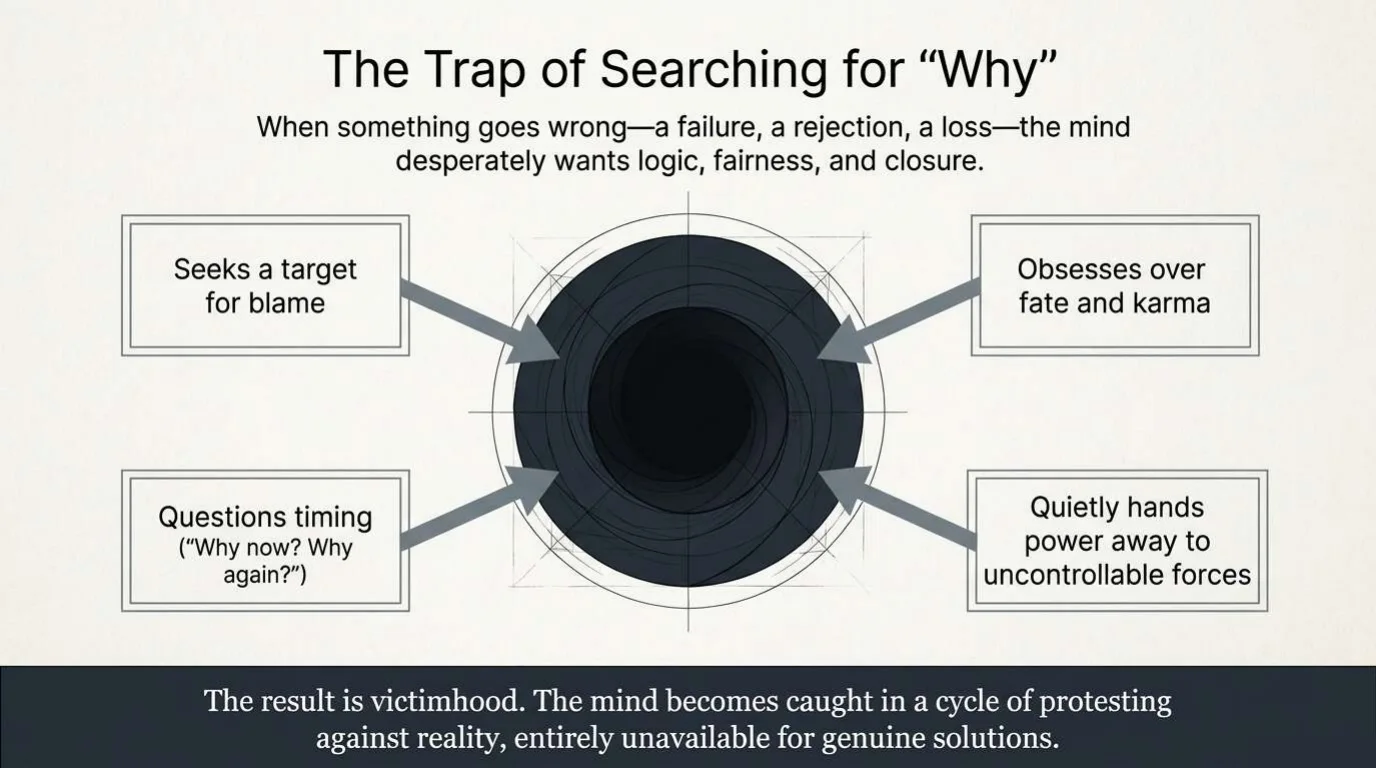 The Trap of Searching for “Why”
When something goes wrong—a failure, a rejection, a loss—the mind
desperately wants logic, fairness, and closure.
Seeks a target
for blame
Obsesses over
fate and karma
Questions timing
(“Why now? Why
again?”)
Quietly hands
power away to
uncontrollable forces
The result is victimhood. The mind becomes caught in a cycle of protesting
against reality, entirely unavailable for genuine solutions.